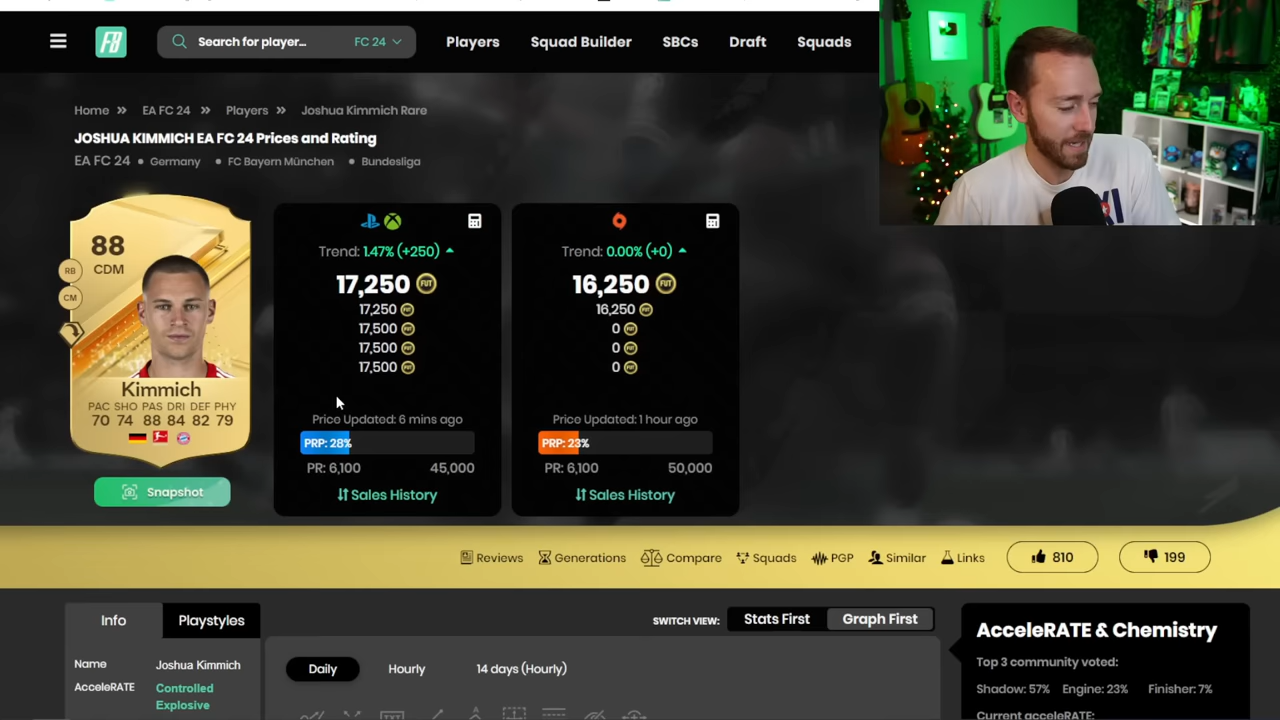 FB
Search for player...
FC 24
Players
Squad Builder
SBCs
Draft
Squads
Home >> EA FC 24 >> Players >> Joshua Kimmich Rare
JOSHUA KIMMICH EA FC 24 Prices and Rating
EA FC 24 • Germany • FC Bayern München • Bundesliga
88
CDM
RB
CM
Kimmich
PAC SHO PAS DRI DEF PHY
70 74 88 84 82 79
Snapshot
Trend: 1.47% (+250)
17,250 FUT
17,250
17,500
17,500
17,500
Price Updated: 6 mins ago
PRP: 28%
PR: 6,100 45,000
Sales History
Trend: 0.00% (+0)
16,250 FUT
16,250
0
0
0
Price Updated: 1 hour ago
PRP: 23%
PR: 6,100 50,000
Sales History
Reviews
Generations
Compare
Squads
PGP
Similar
Links
810
199
Info
Playstyles
Name Joshua Kimmich
AcceleRATE Controlled
Explosive
SWITCH VIEW:
Stats First
Graph First
Daily
Hourly
14 days (Hourly)
AcceleRATE & Chemistry
Top 3 community voted:
Shadow: 57% Engine: 23% Finisher: 7%
Current acceleRATE: